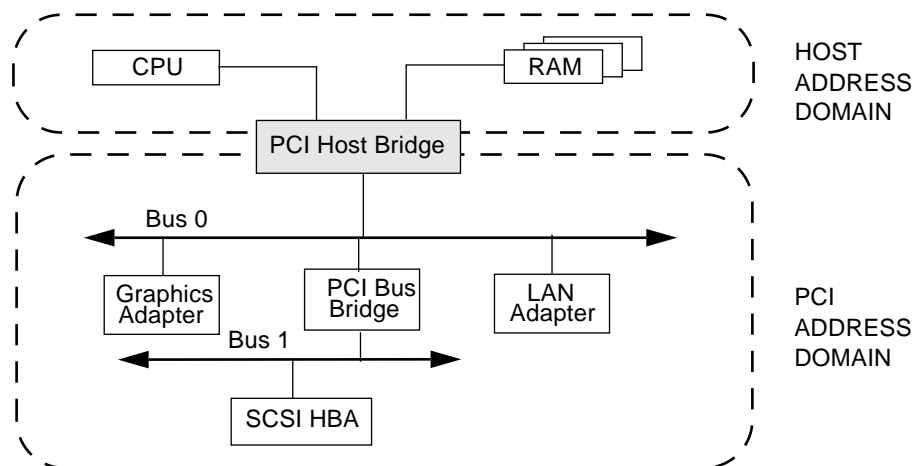 CPU
RAM
HOST
ADDRESS
DOMAIN
PCI Host Bridge
Bus 0
Graphics
Adapter
PCI Bus
Bridge
LAN
Adapter
PCI
ADDRESS
DOMAIN
Bus 1
SCSI HBA